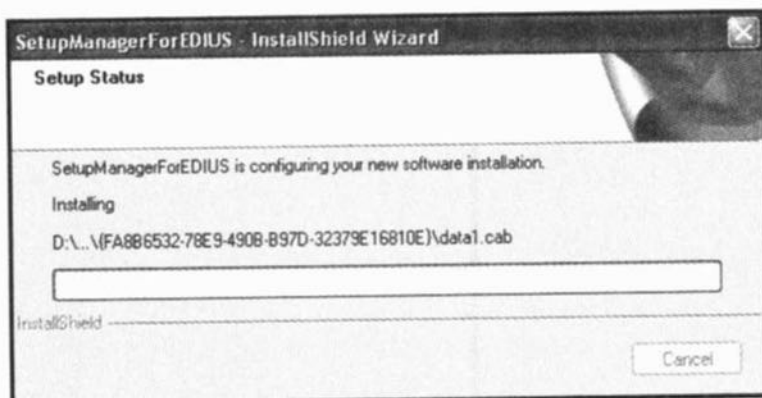 SetupManagerForEDIUS - InstallShield Wizard
Setup Status
SetupManagerForEDIUS is configuring your new software installation.
Installing
D:\...\{FA8B6532-78E9-490B-B97D-32379E16810E}\data1.cab
InstallShield
Cancel